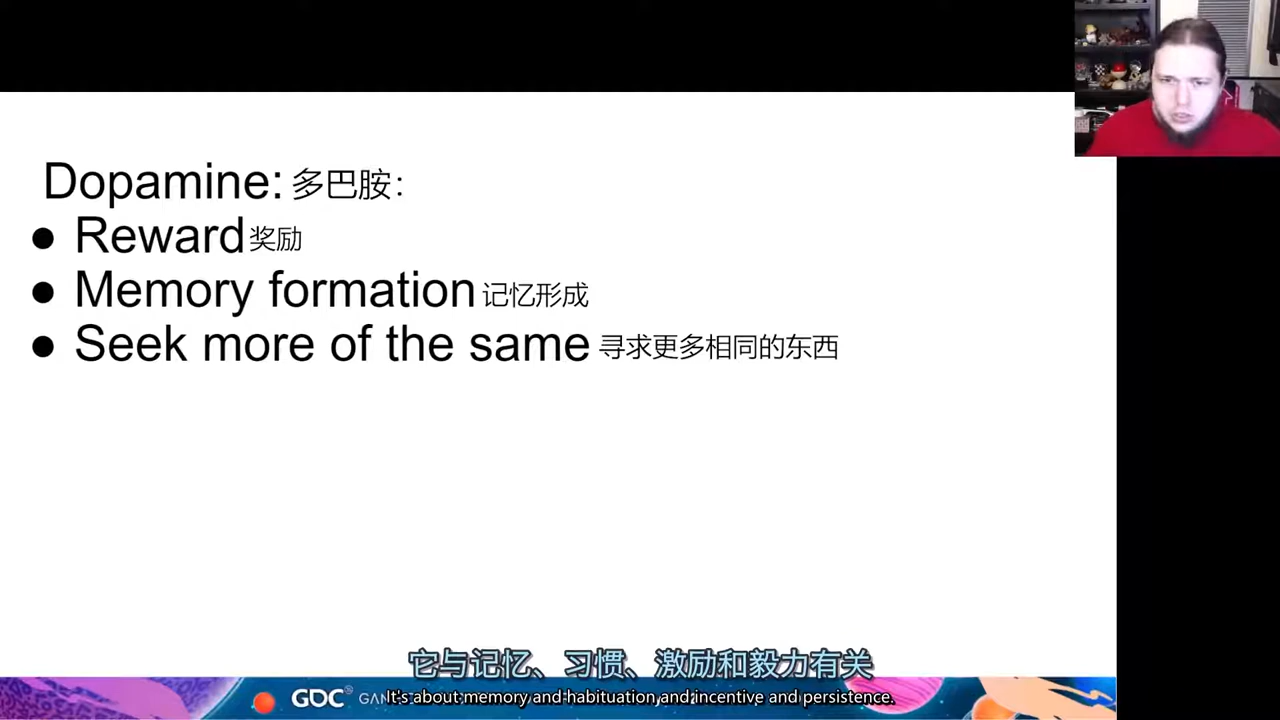 Dopamine: 多巴胺：
● Reward 奖励
● Memory formation 记忆形成
● Seek more of the same 寻求更多相同的东西
它与记忆、习惯、激励和毅力有关
GDC
It's about memory and habituation and incentive and persistence.